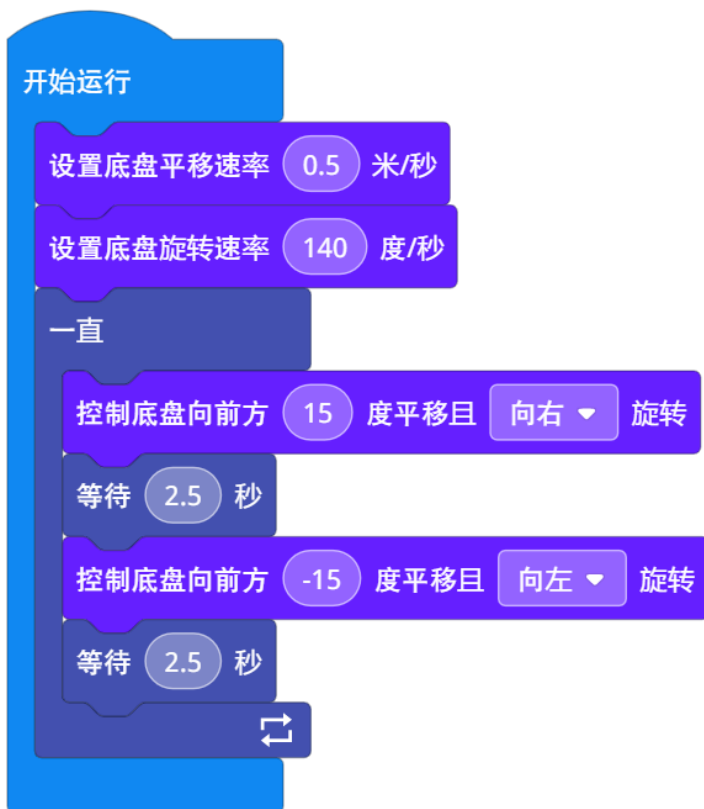 开始运行
设置底盘平移速率 0.5 米/秒
设置底盘旋转速率 140 度/秒
一直
控制底盘向前方 15 度平移且 向右 旋转
等待 2.5 秒
控制底盘向前方 -15 度平移且 向左 旋转
等待 2.5 秒